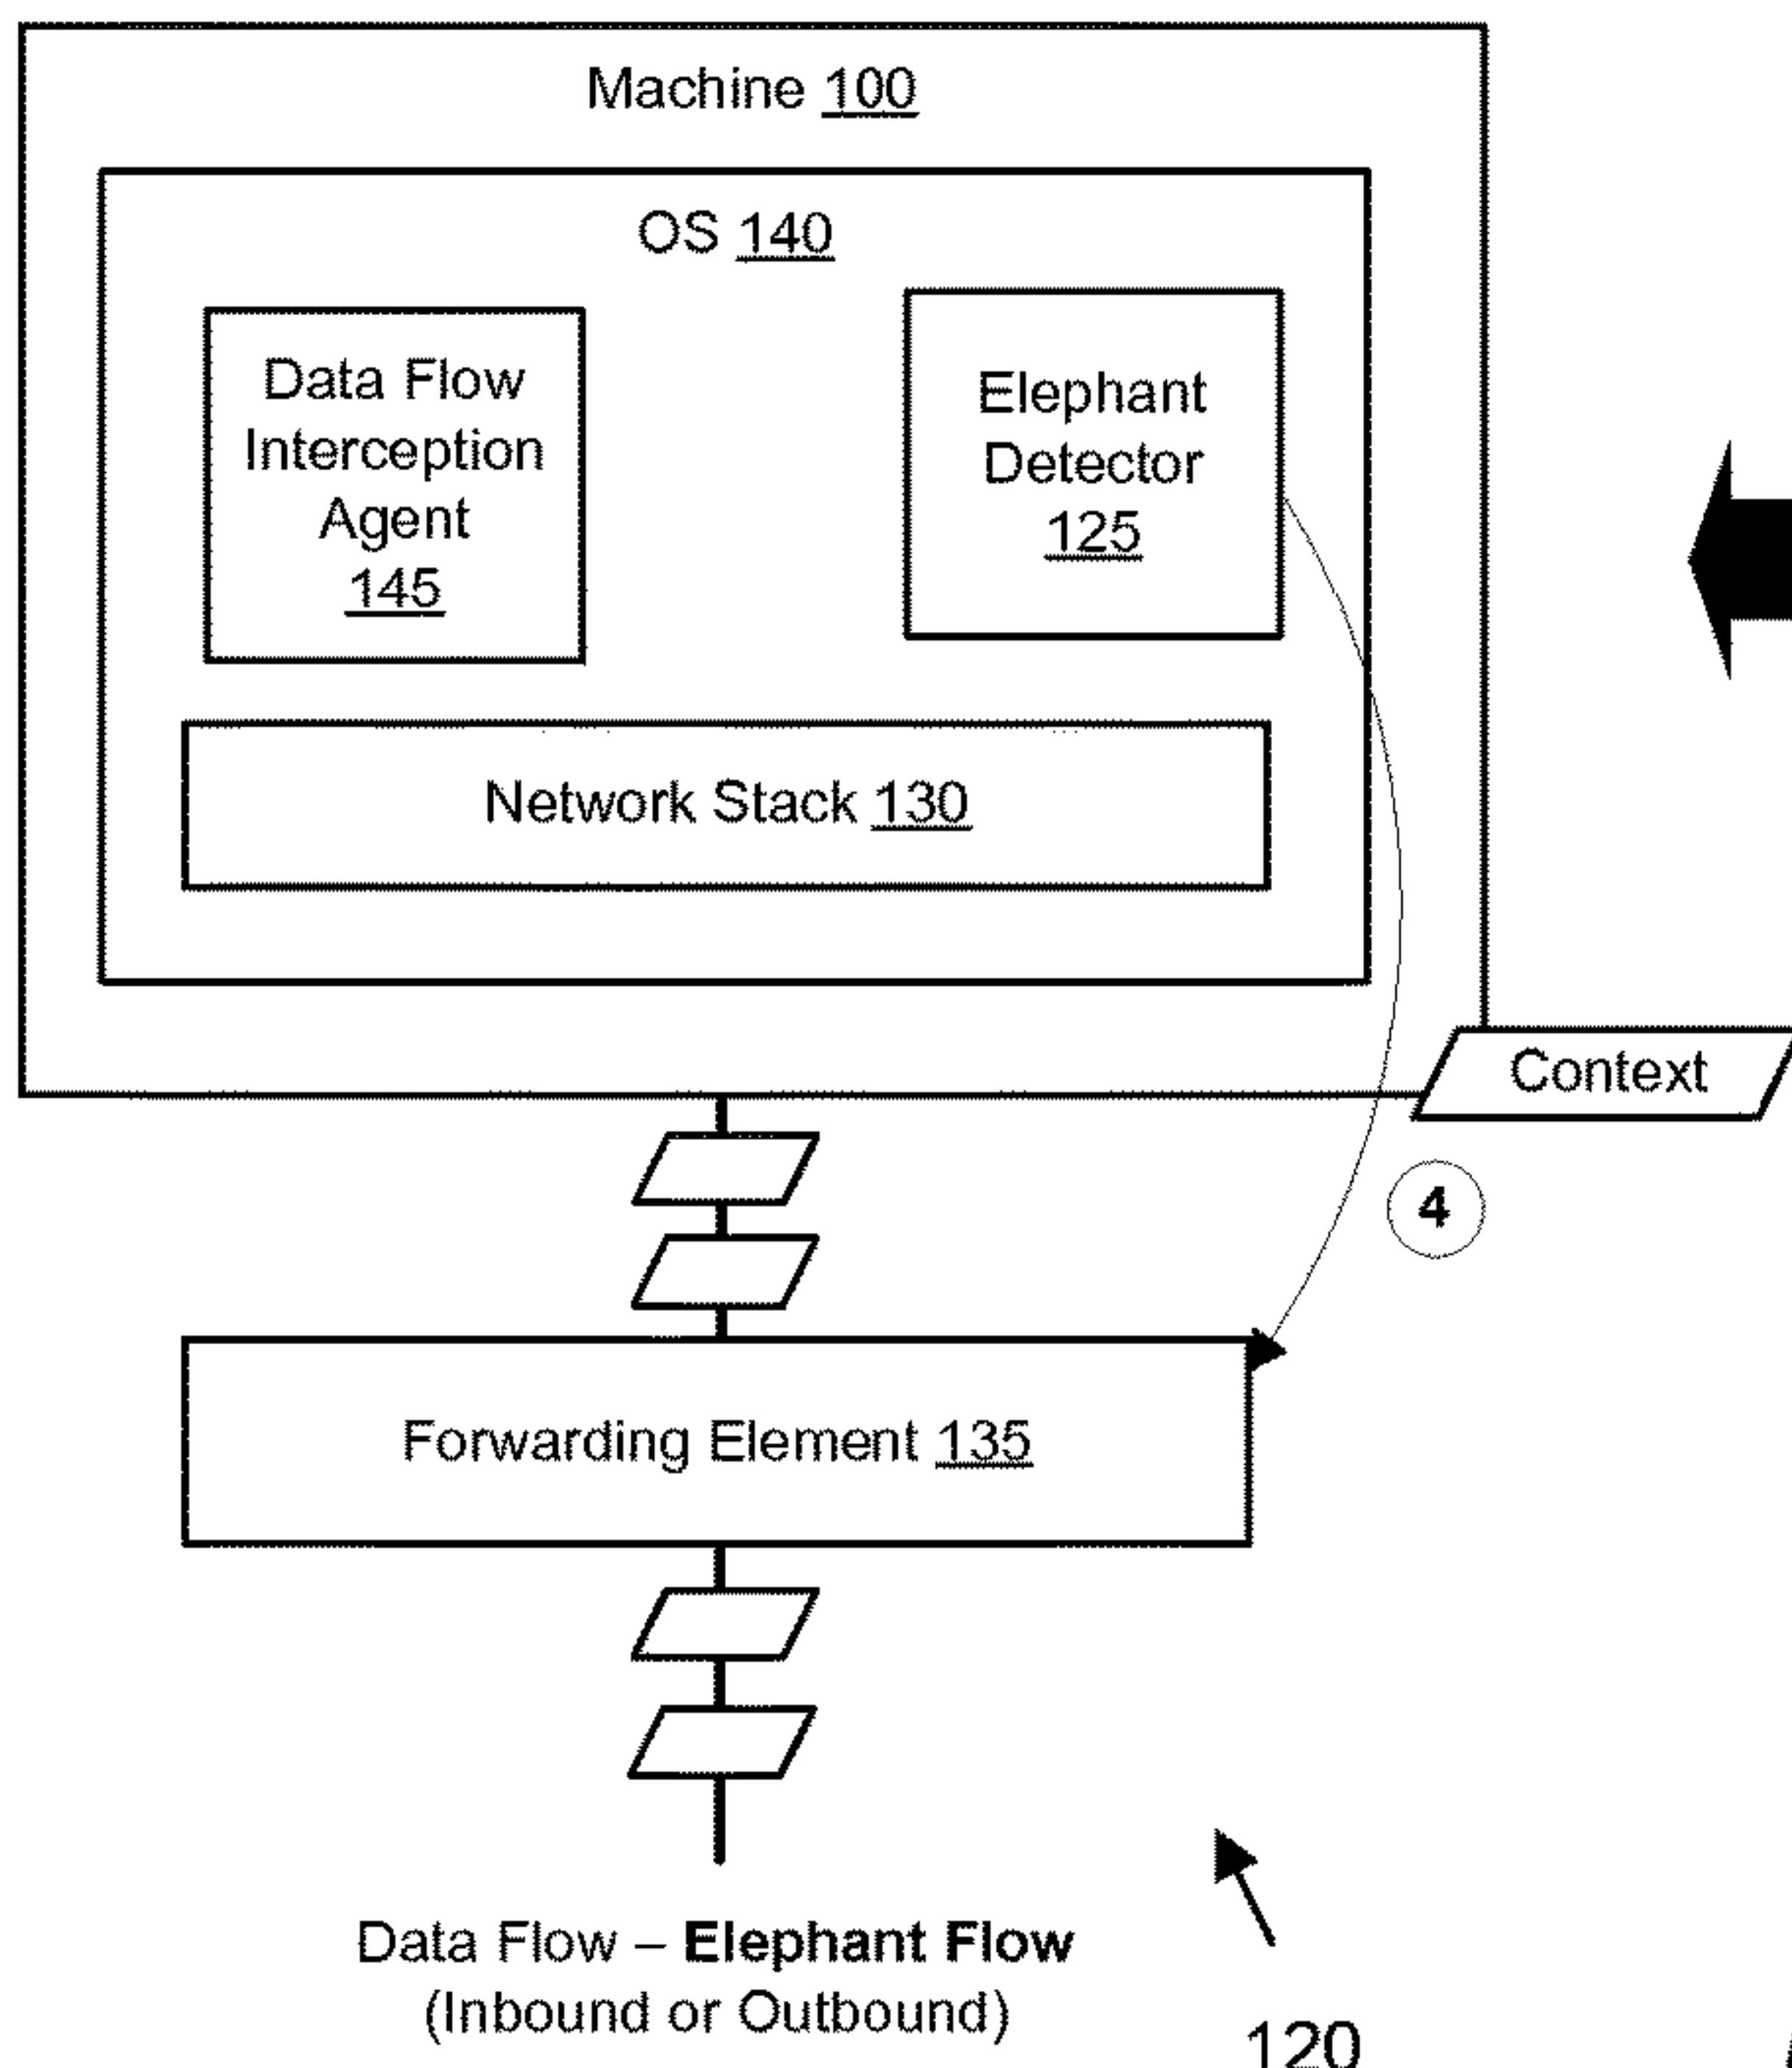 Machine 100
OS 140
Data Flow
Interception
Agent
145
Elephant
Detector
125
Network Stack 130
Context
4
Forwarding Element 135
Data Flow – Elephant Flow
(Inbound or Outbound)
120